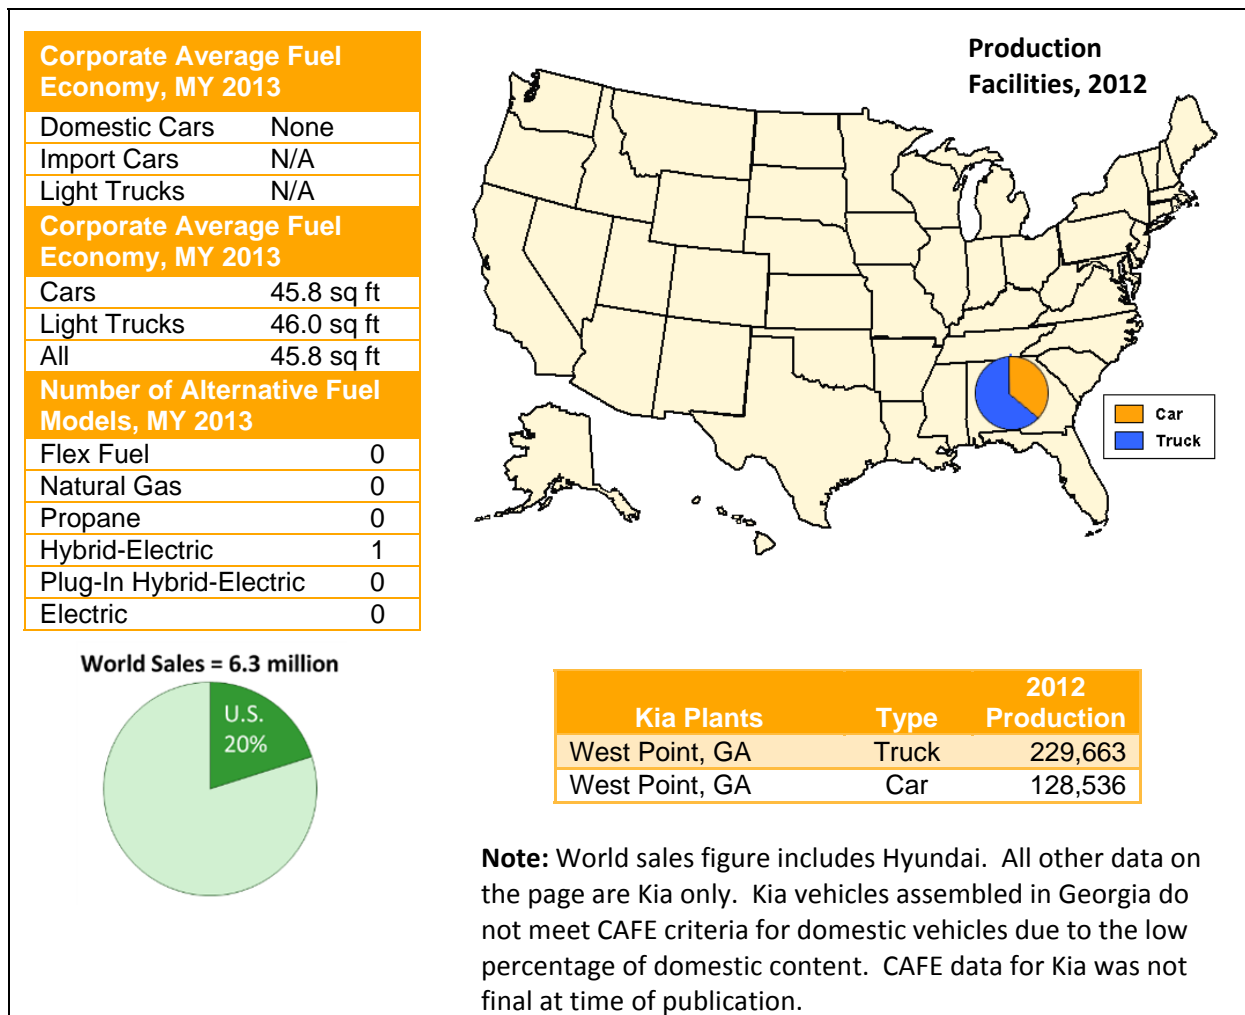 Corporate Average Fuel
Economy, MY 2013
Domestic Cars None
Import Cars N/A
Light Trucks N/A
Corporate Average Fuel
Economy, MY 2013
Cars 45.8 sq ft
Light Trucks 46.0 sq ft
All 45.8 sq ft
Number of Alternative Fuel
Models, MY 2013
Flex Fuel 0
Natural Gas 0
Propane 0
Hybrid-Electric 1
Plug-In Hybrid-Electric 0
Electric 0
Production
Facilities, 2012
Car
Truck
World Sales = 6.3 million
U.S.
20%
2012
Kia Plants Type Production
West Point, GA Truck 229,663
West Point, GA Car 128,536
Note: World sales figure includes Hyundai. All other data on
the page are Kia only. Kia vehicles assembled in Georgia do
not meet CAFE criteria for domestic vehicles due to the low
percentage of domestic content. CAFE data for Kia was not
final at time of publication.